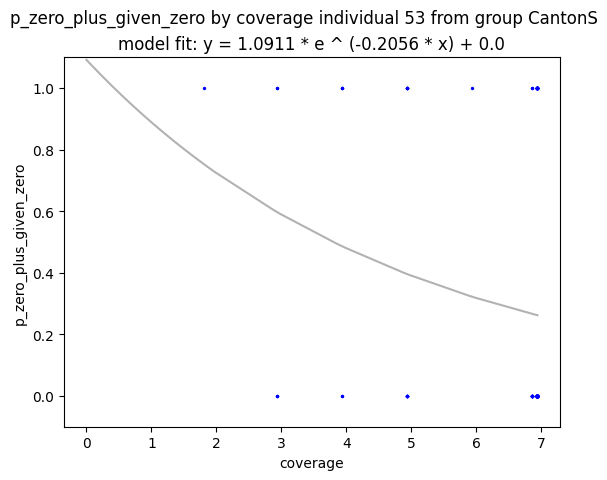 p_zero_plus_given_zero by coverage individual 53 from group CantonS
model fit: y = 1.0911 * e ^ (-0.2056 * x) + 0.0
1.0
0.8
0.6
0.4
0.2
0.0
p_zero_plus_given_zero
0 1 2 3 4 5 6 7
coverage